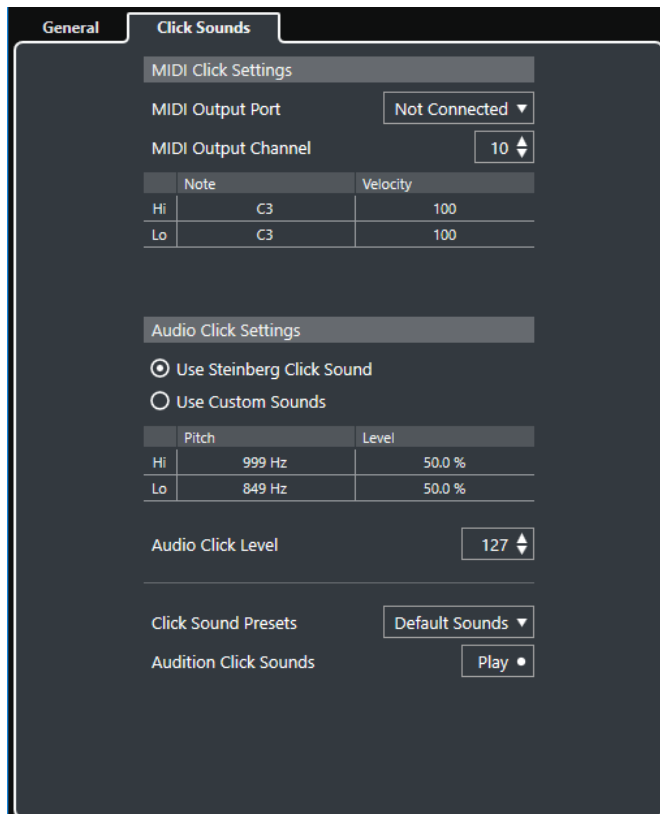 General Click Sounds
MIDI Click Settings
MIDI Output Port Not Connected
MIDI Output Channel 10
Note Velocity
Hi C3 100
Lo C3 100
Audio Click Settings
Use Steinberg Click Sound
Use Custom Sounds
Pitch Level
Hi 999 Hz 50.0 %
Lo 849 Hz 50.0 %
Audio Click Level 127
Click Sound Presets Default Sounds
Audition Click Sounds Play